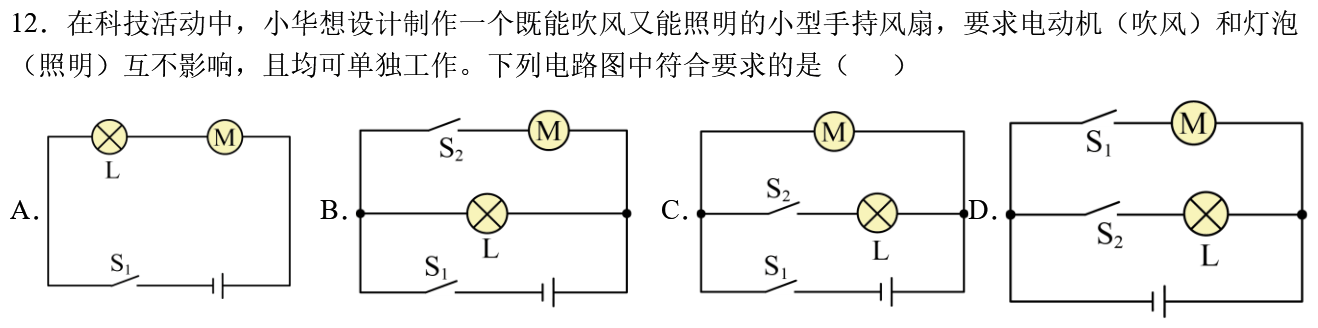 12．在科技活动中，小华想设计制作一个既能吹风又能照明的小型手持风扇，要求电动机（吹风）和灯泡
（照明）互不影响，且均可单独工作。下列电路图中符合要求的是（　　）
A.
L
M
S₁
B.
S₂
M
L
S₁
C.
M
S₂
L
S₁
D.
S₁
M
S₂
L